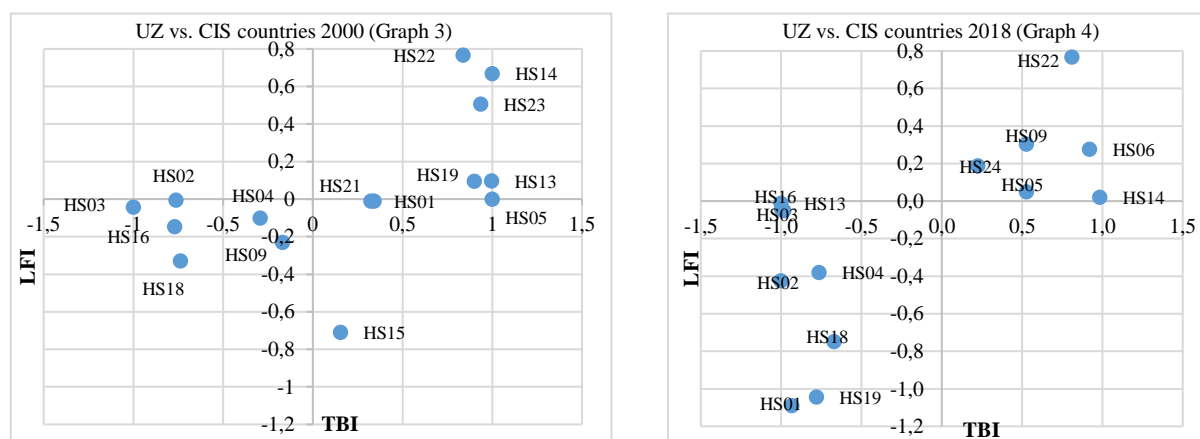 UZ vs. CIS countries 2000 (Graph 3)
0,8
HS22
HS14
0,6
HS23
0,4
0,2
HS02
HS19
HS13
HS04
HS21
0
HS03
HS01
-1,5
-1
-0,5
0
0,5
1
1,5
HS05
HS16
-0,2
HS09
LFI
HS18
-0,4
-0,6
HS15
-0,8
-1
-1,2
TBI
UZ vs. CIS countries 2018 (Graph 4)
0,8
HS22
0,6
0,4
HS09
HS06
0,2
HS24
HS05
HS16
HS13
0,0
HS14
HS03
-1,5
-1,0
-0,5
0,0
0,5
1,0
1,5
-0,2
LFI
HS04
-0,4
HS02
-0,6
HS18
-0,8
-1,0
HS19
HS01
-1,2
TBI